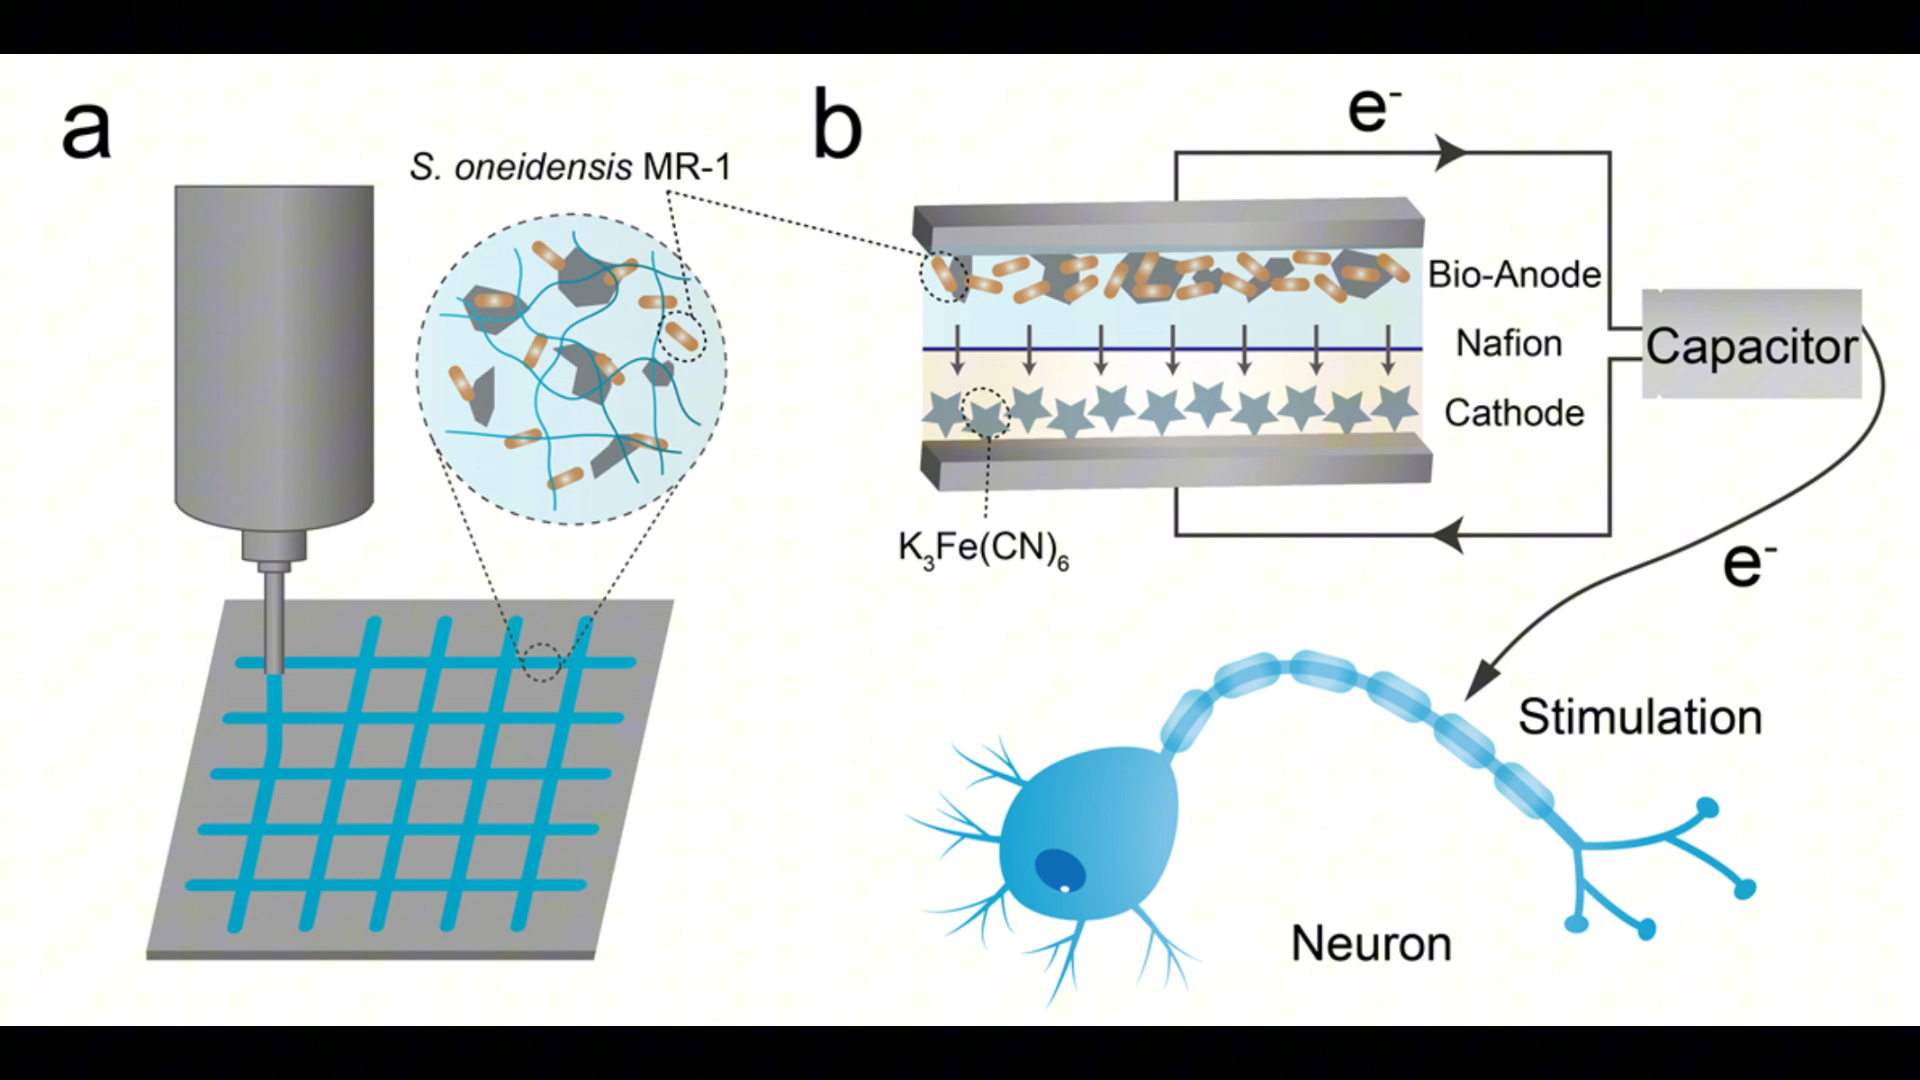 a
S. oneidensis MR-1
b
e⁻
Bio-Anode
Nafion
Cathode
Capacitor
K₃Fe(CN)₆
e⁻
Stimulation
Neuron